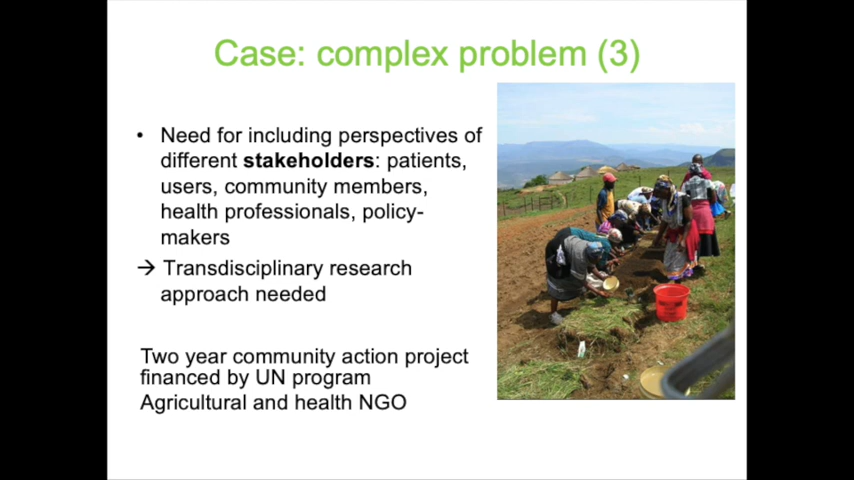 Case: complex problem (3)
• Need for including perspectives of
different stakeholders: patients,
users, community members,
health professionals, policy-
makers
→ Transdisciplinary research
approach needed
Two year community action project
financed by UN program
Agricultural and health NGO